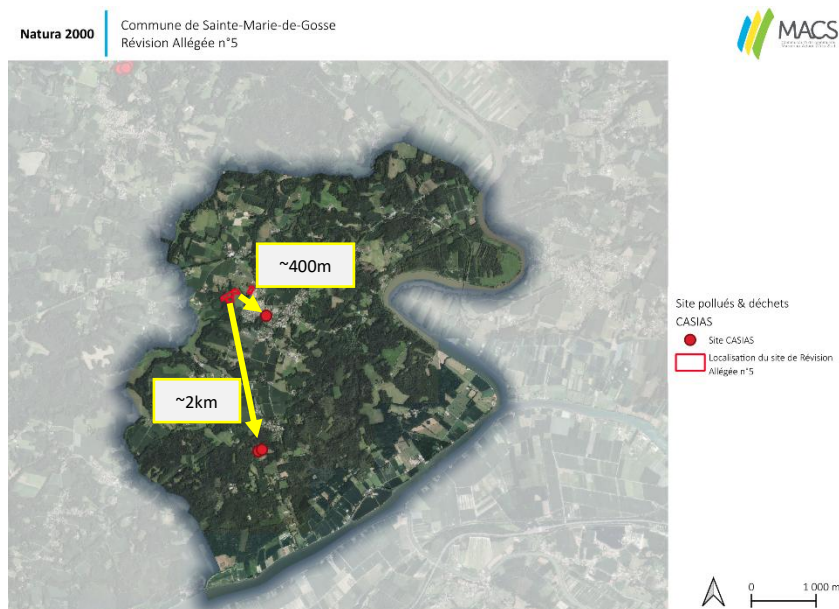 Natura 2000
Commune de Sainte-Marie-de-Gosse
Révision Allégée n°5
MACS
~400m
~2km
Site pollués & déchets
CASIAS
Site CASIAS
Localisation du site de Révision
Allégée n°5
0 1 000 m